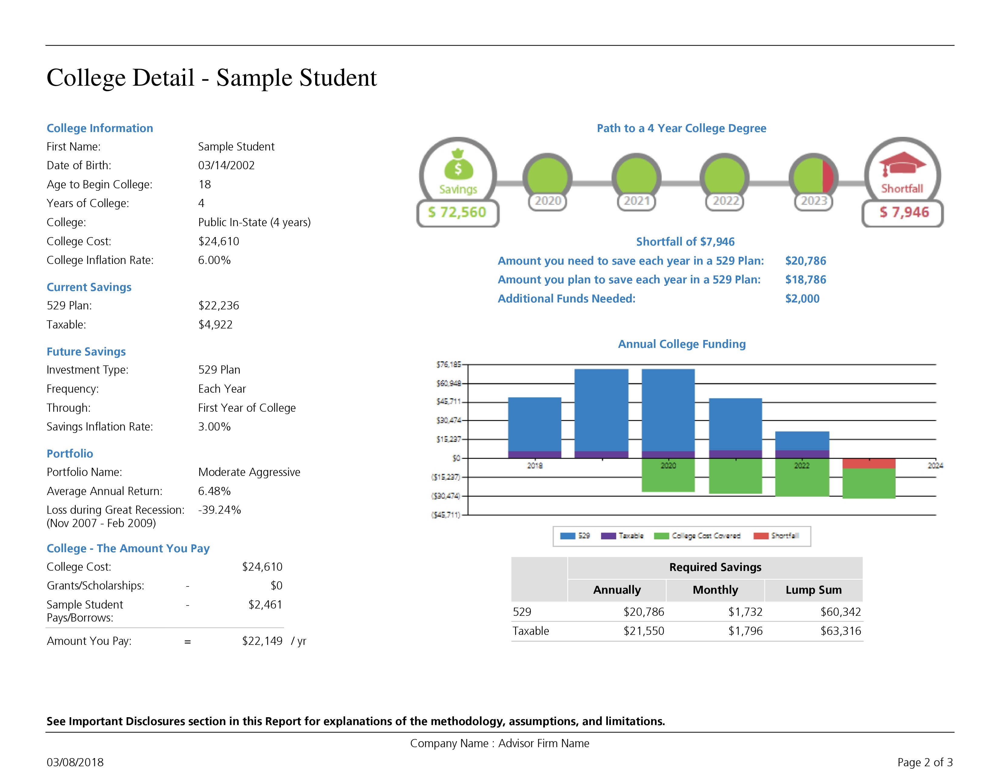 College Detail - Sample Student
College Information
First Name: Sample Student
Date of Birth: 03/14/2002
Age to Begin College: 18
Years of College: 4
College: Public In-State (4 years)
College Cost: $24,610
College Inflation Rate: 6.00%
Current Savings
529 Plan: $22,236
Taxable: $4,922
Future Savings
Investment Type: 529 Plan
Frequency: Each Year
Through: First Year of College
Savings Inflation Rate: 3.00%
Portfolio
Portfolio Name: Moderate Aggressive
Average Annual Return: 6.48%
Loss during Great Recession: -39.24%
(Nov 2007 - Feb 2009)
College - The Amount You Pay
College Cost: $24,610
Grants/Scholarships: - $0
Sample Student - $2,461
Pays/Borrows:
Amount You Pay: = $22,149 / yr
Path to a 4 Year College Degree
$
Savings
Shortfall
2020 2021 2022 2023
$ 72,560 $ 7,946
Shortfall of $7,946
Amount you need to save each year in a 529 Plan: $20,786
Amount you plan to save each year in a 529 Plan: $18,786
Additional Funds Needed: $2,000
Annual College Funding
$76,185
$60,948
$45,711
$30,474
$15,237
$0
2018 2020 2022 2024
($15,237)
($30,474)
($45,711)
529 Taxable College Cost Covered Shortfall
Required Savings
Annually Monthly Lump Sum
529 $20,786 $1,732 $60,342
Taxable $21,550 $1,796 $63,316
See Important Disclosures section in this Report for explanations of the methodology, assumptions, and limitations.
Company Name : Advisor Firm Name
03/08/2018 Page 2 of 3